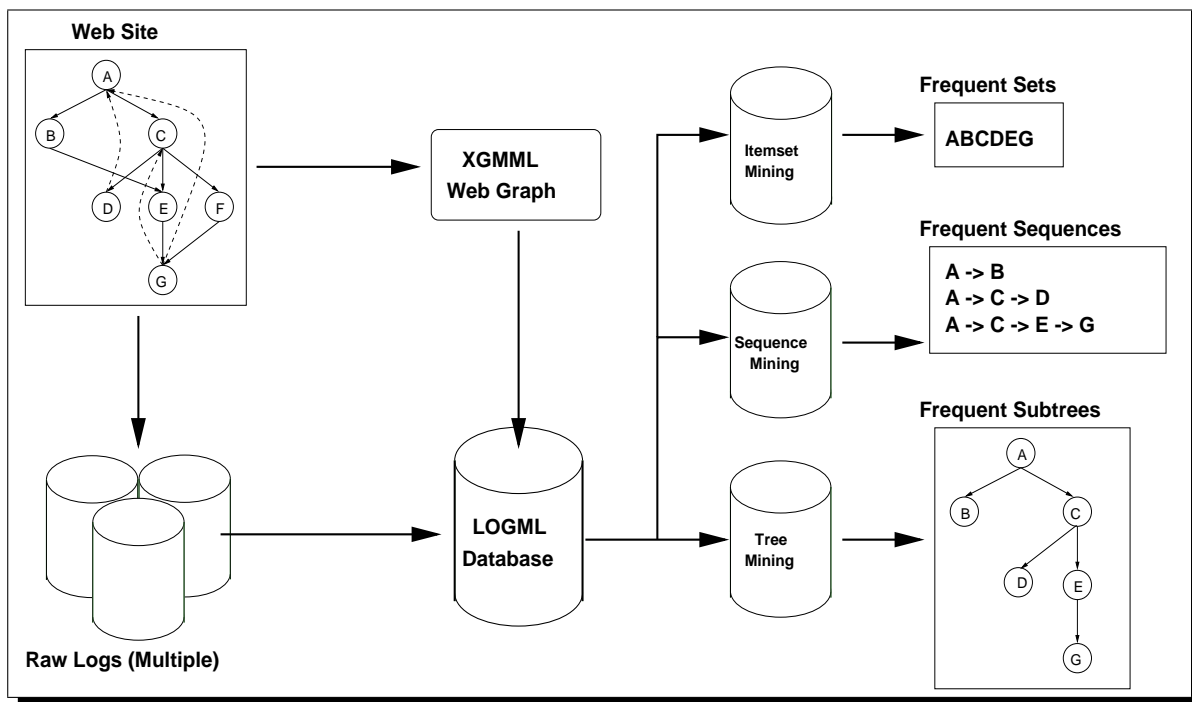 Web Site
A
B
C
D
E
F
G
XGMML
Web Graph
Raw Logs (Multiple)
LOGML
Database
Itemset
Mining
Sequence
Mining
Tree
Mining
Frequent Sets
ABCDEG
Frequent Sequences
A -> B
A -> C -> D
A -> C -> E -> G
Frequent Subtrees
A
B
C
D
E
G